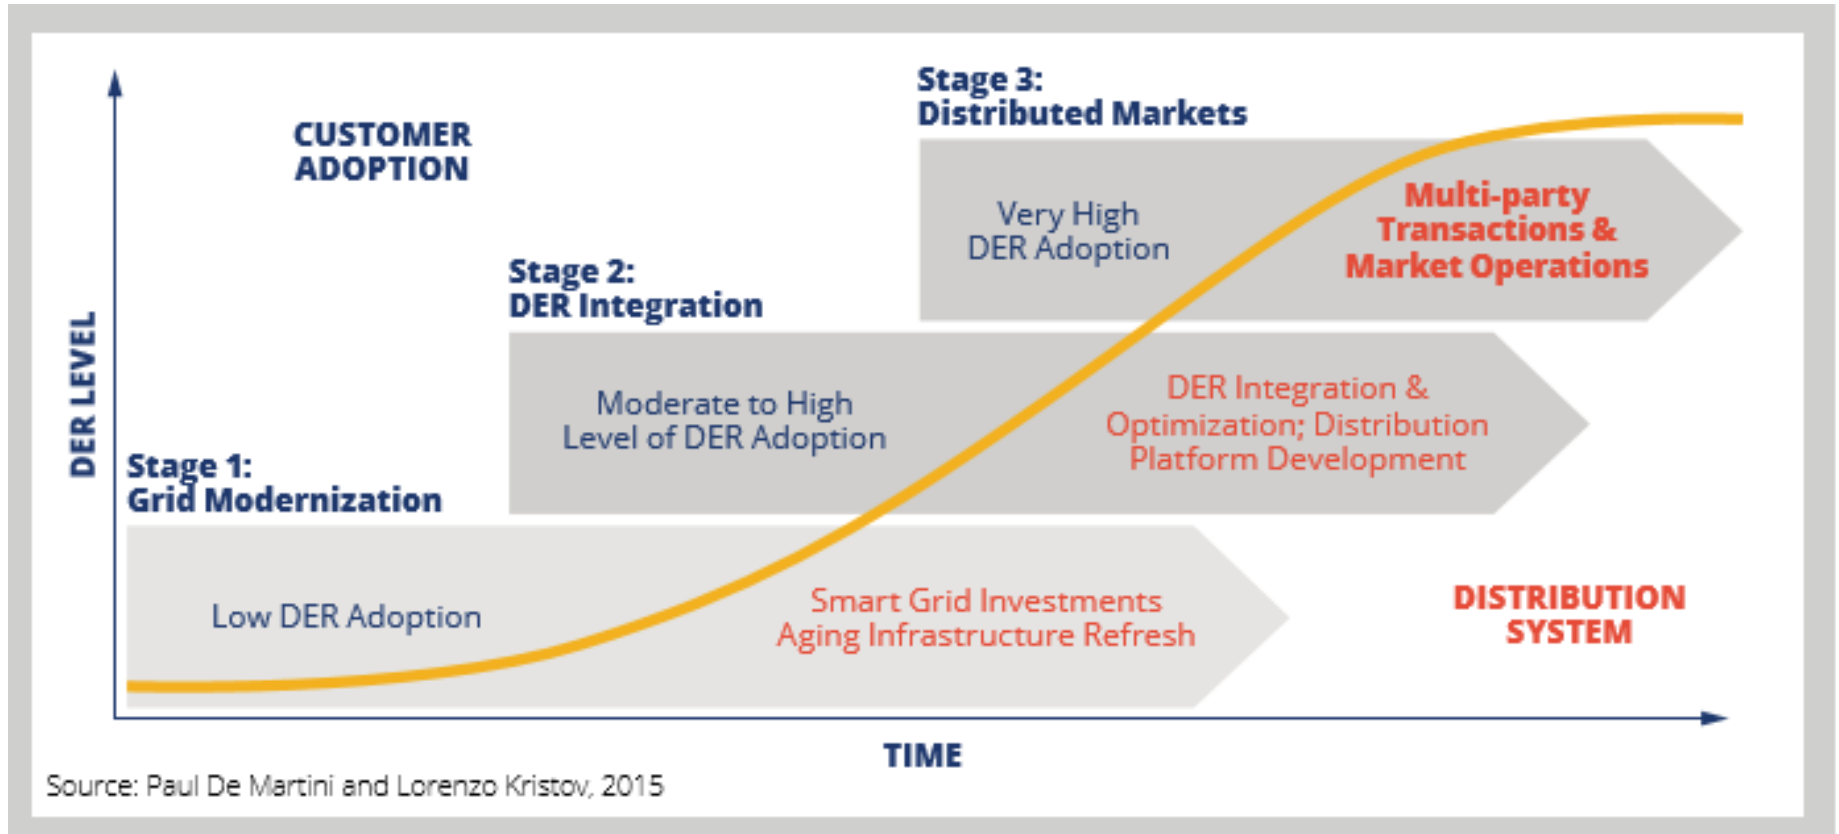 Stage 3:
Distributed Markets
CUSTOMER
ADOPTION
Very High
DER Adoption
Multi-party
Transactions &
Market Operations
Stage 2:
DER Integration
Moderate to High
Level of DER Adoption
DER Integration &
Optimization; Distribution
Platform Development
DER LEVEL
Stage 1:
Grid Modernization
Low DER Adoption
Smart Grid Investments
Aging Infrastructure Refresh
DISTRIBUTION
SYSTEM
TIME
Source: Paul De Martini and Lorenzo Kristov, 2015